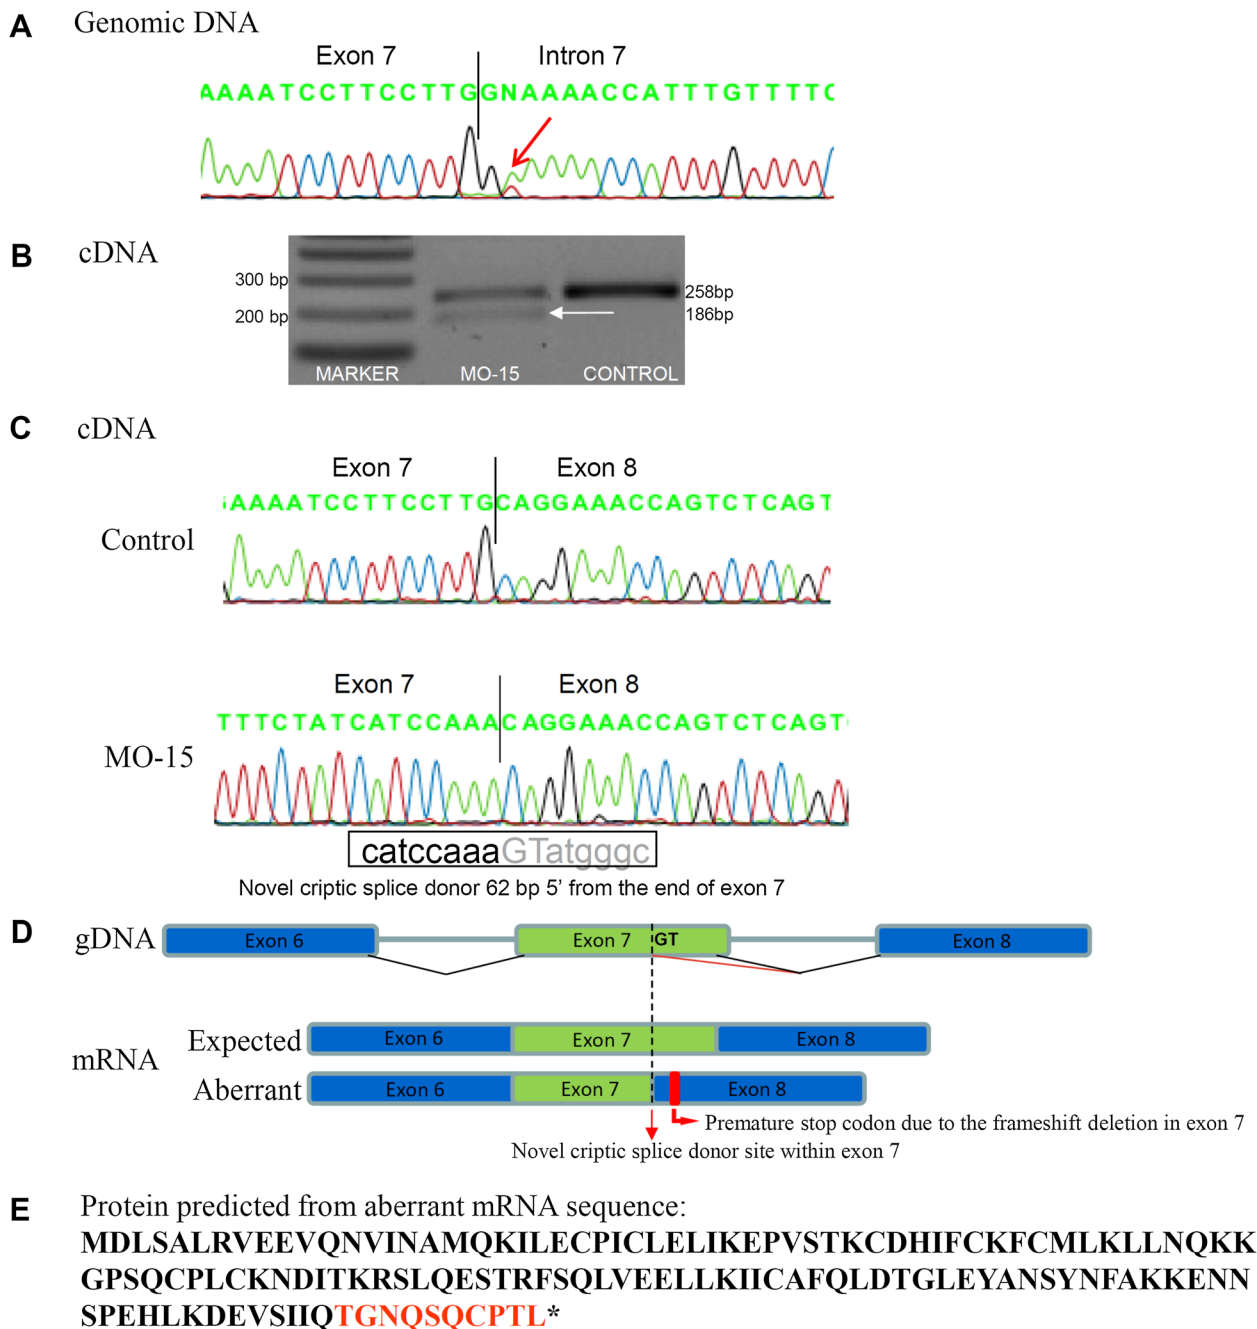 A Genomic DNA
Exon 7 Intron 7
AAAATCCTTCCTTGGNAAAACCATTTGTTTTC
B cDNA
300 bp
200 bp
258bp
186bp
MARKER MO-15 CONTROL
C cDNA
Exon 7 Exon 8
GAAAATCCTTCCTTGCAGGAAACCAGTCTCAGT
Control
Exon 7 Exon 8
TTTCTATCATCCAAACAGGAAACCAGTCTCAGT
MO-15
catccaaaGTatgggc
Novel criptic splice donor 62 bp 5’ from the end of exon 7
D gDNA Exon 6 Exon 7 GT Exon 8
mRNA
Expected Exon 6 Exon 7 Exon 8
Aberrant Exon 6 Exon 7 Exon 8
Premature stop codon due to the frameshift deletion in exon 7
Novel criptic splice donor site within exon 7
E Protein predicted from aberrant mRNA sequence:
MDLSALRVEEVQNVINAMQKILECPICLELIKEPVSTKCDHIFCKFCMLKLLNQKK
GPSQCPLCKNDITKRSLQESTRFSQLVEELLKIICAFQLDTGLEYANSYNFAKKENN
SPEHLKDEVSIIQTGNQSQCPTL*